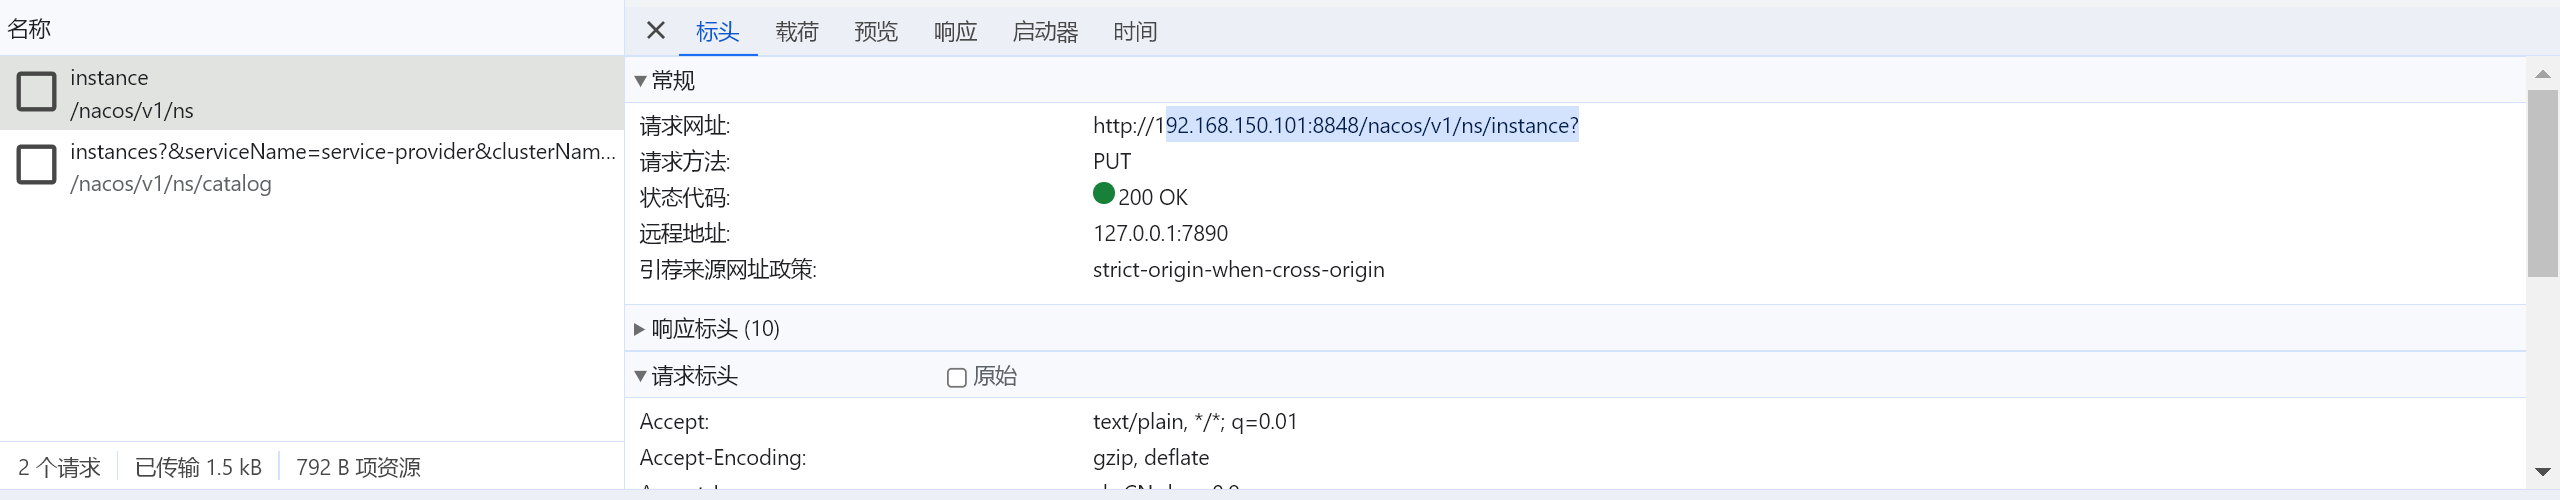 名称
instance
/nacos/v1/ns
instances?&serviceName=service-provider&clusterNam...
/nacos/v1/ns/catalog
2 个请求 已传输 1.5 kB 792 B 项资源
标头 载荷 预览 响应 启动器 时间
常规
请求网址: http://192.168.150.101:8848/nacos/v1/ns/instance?
请求方法: PUT
状态代码: 200 OK
远程地址: 127.0.0.1:7890
引荐来源网址政策: strict-origin-when-cross-origin
响应标头 (10)
请求标头 原始
Accept: text/plain, */*; q=0.01
Accept-Encoding: gzip, deflate